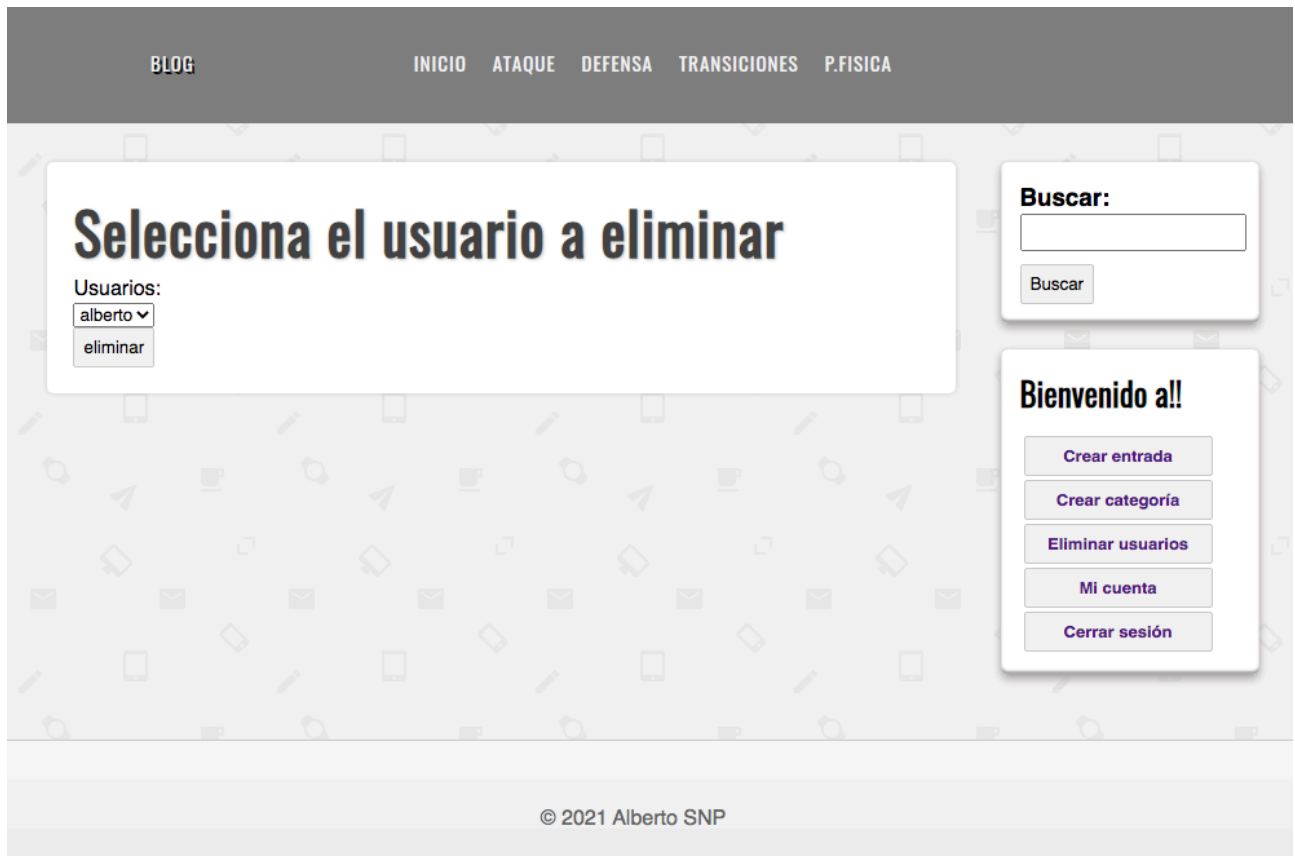 BLOG
INICIO ATAQUE DEFENSA TRANSICIONES P.FISICA
Selecciona el usuario a eliminar
Usuarios:
alberto
eliminar
Buscar:
Buscar
Bienvenido a!!
Crear entrada
Crear categoría
Eliminar usuarios
Mi cuenta
Cerrar sesión
© 2021 Alberto SNP